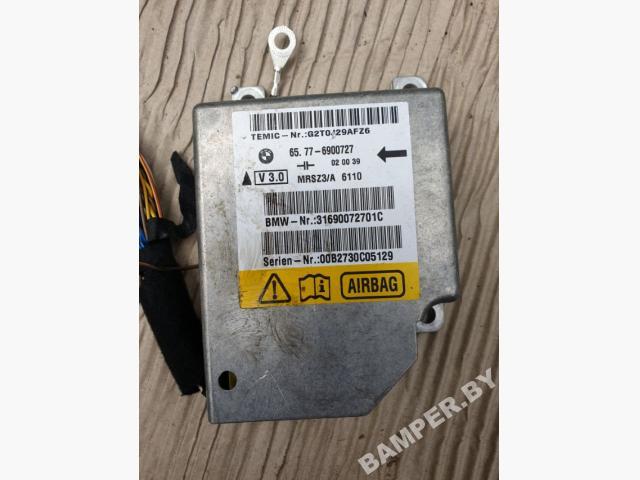 TEMIC-Nr.:G2T0429AFZ6
65. 77-6900727
02 00 39
V 3.0 MRSZ3/A 6110
BMW-Nr.:31690072701C
Serien-Nr.:00B2730C05129
AIRBAG
BAMPER.BY